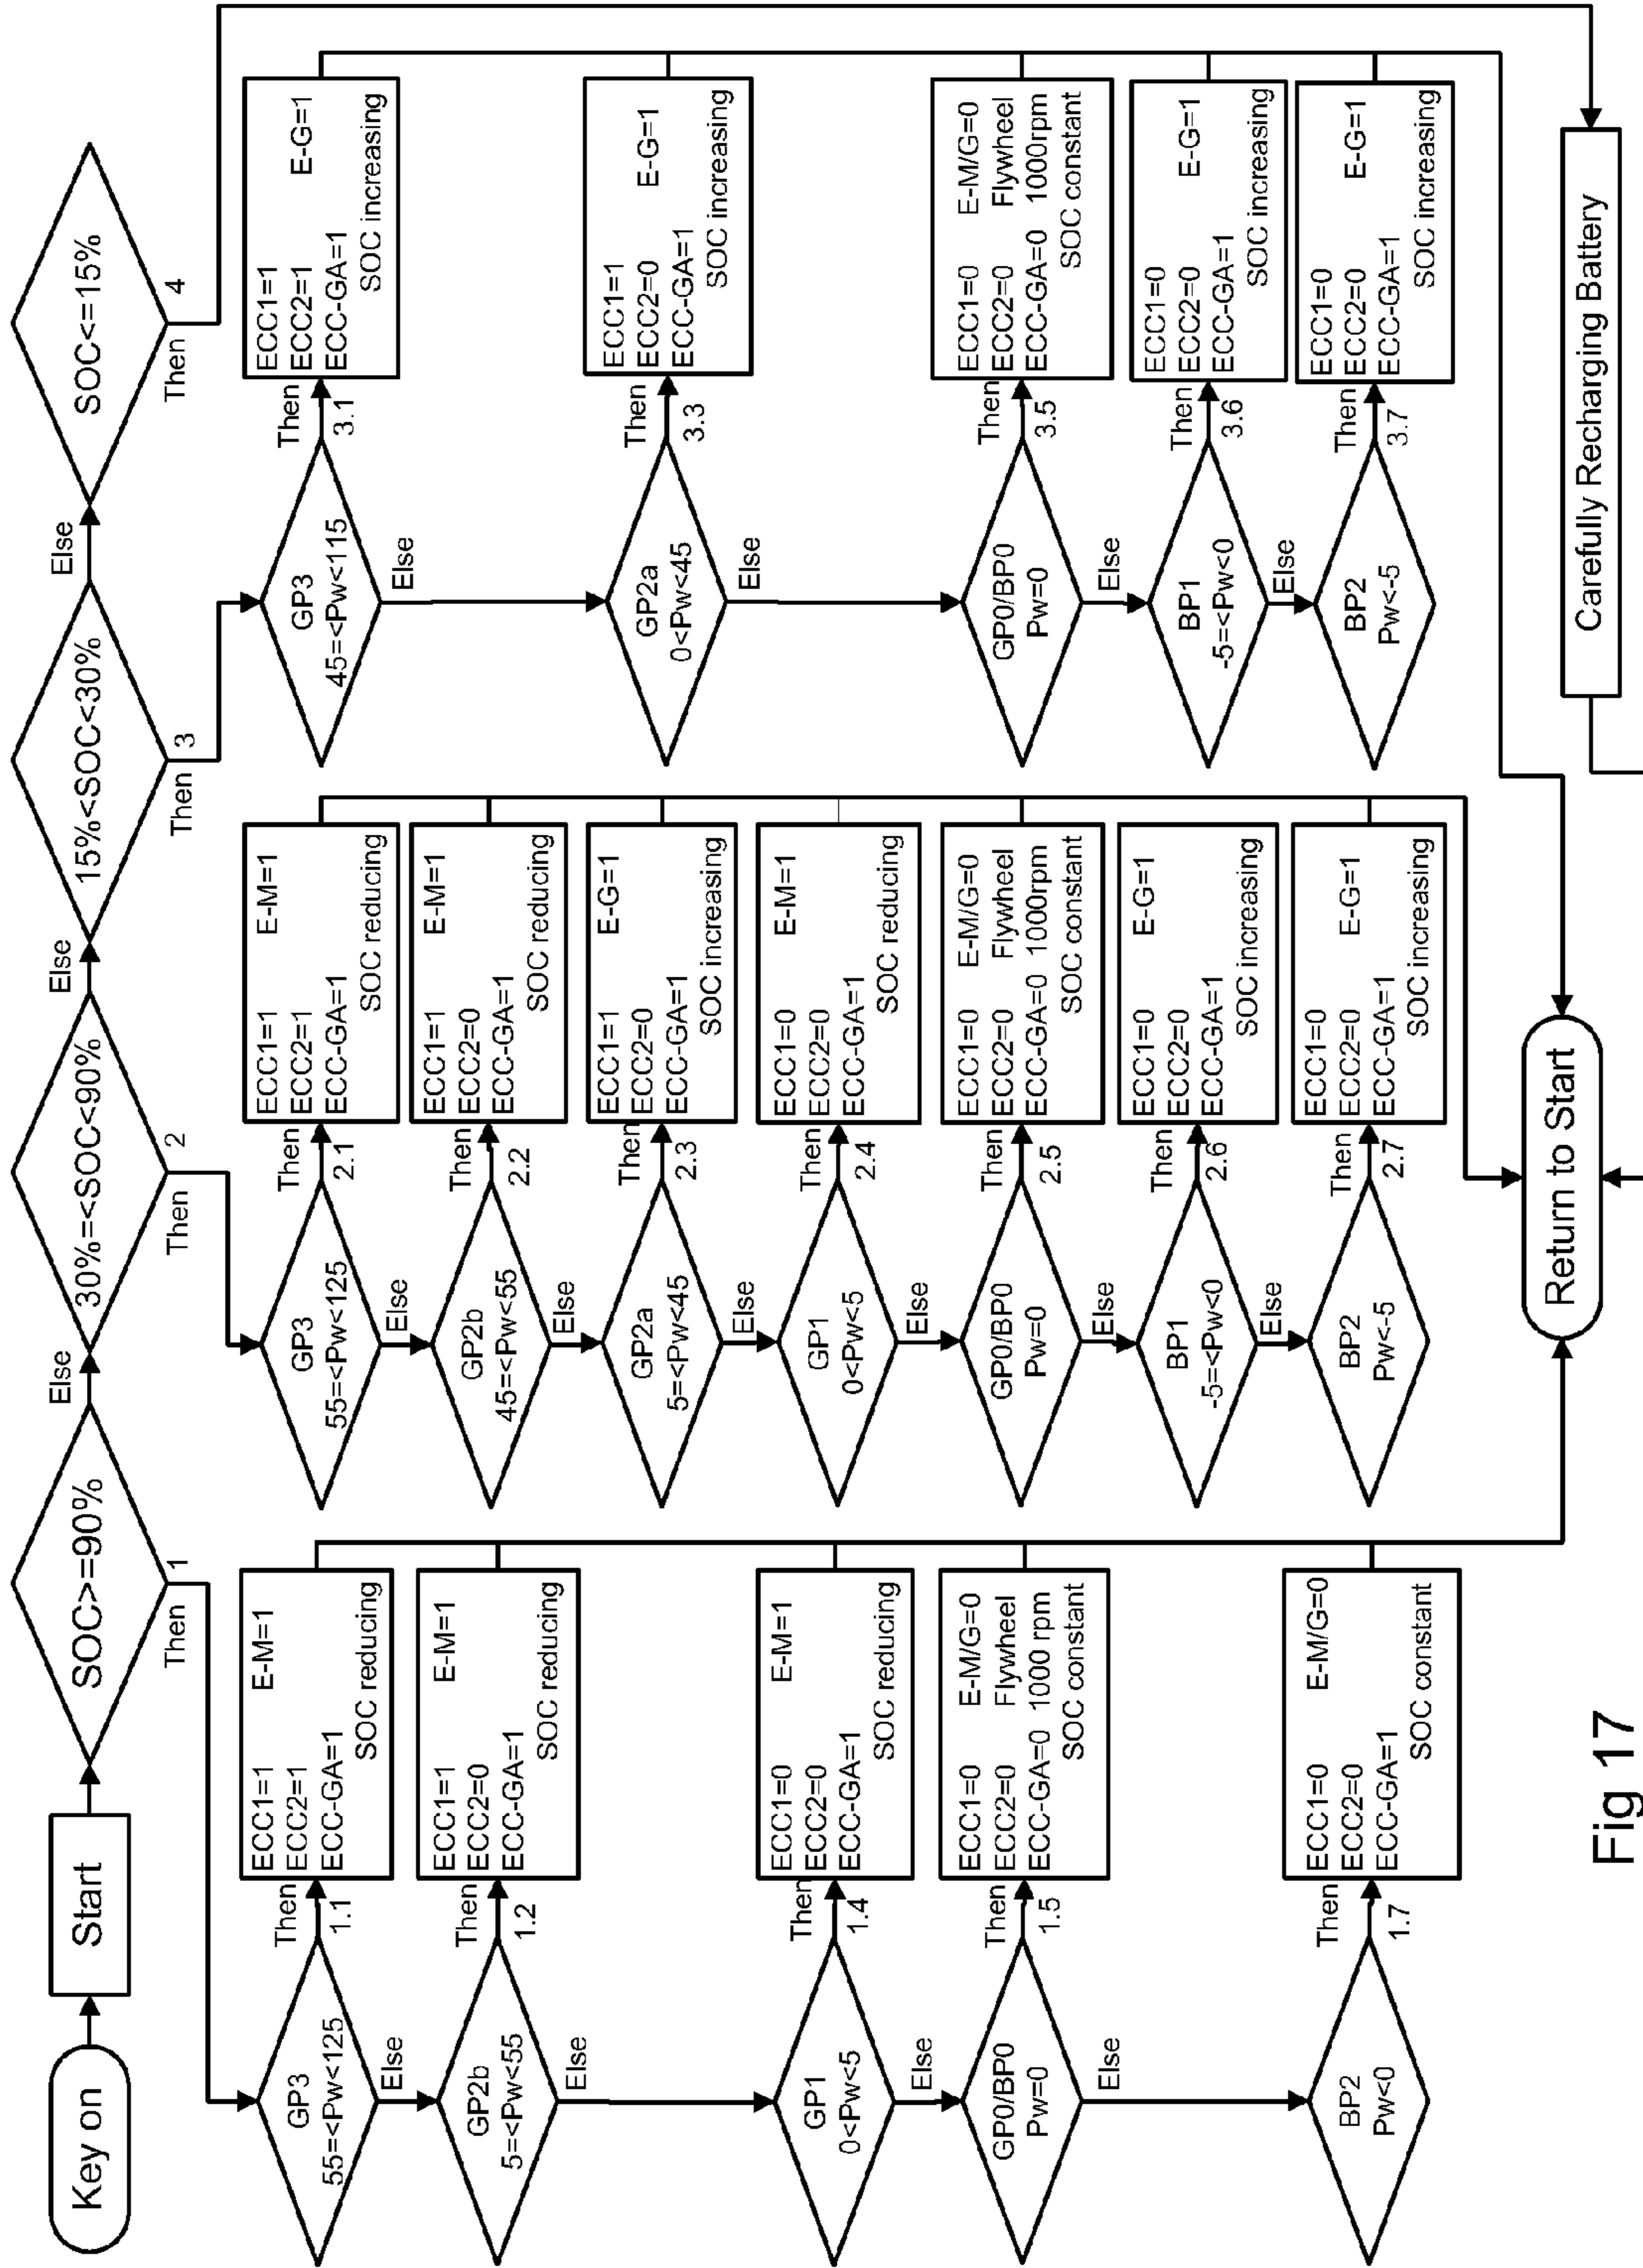 Key on
Start
SOC>=90%
Else
30%=<SOC<90%
Else
15%<SOC<30%
Else
SOC<=15%
Then
1
Then
2
Then
3
Then
4
GP3
55=<Pw<125
Then
1.1
ECC1=1
E-M=1
ECC2=1
ECC-GA=1
SOC reducing
Else
GP2b
5=<Pw<55
Then
1.2
ECC1=1
E-M=1
ECC2=0
ECC-GA=1
SOC reducing
Else
GP1
0<Pw<5
Then
1.4
ECC1=0
E-M=1
ECC2=0
ECC-GA=1
SOC reducing
Else
GP0/BP0
Pw=0
Then
1.5
ECC1=0 E-M/G=0
ECC2=0 Flywheel
ECC-GA=0 1000 rpm
SOC constant
Else
BP2
Pw<0
Then
1.7
ECC1=0
E-M/G=0
ECC2=0
ECC-GA=1
SOC constant
GP3
55=<Pw<125
Then
2.1
ECC1=1
E-M=1
ECC2=1
ECC-GA=1
SOC reducing
Else
GP2b
45=<Pw<55
Then
2.2
ECC1=1
E-M=1
ECC2=0
ECC-GA=1
SOC reducing
Else
GP2a
5=<Pw<45
Then
2.3
ECC1=1
E-G=1
ECC2=0
ECC-GA=1
SOC increasing
Else
GP1
0<Pw<5
Then
2.4
ECC1=0
E-M=1
ECC2=0
ECC-GA=1
SOC reducing
Else
GP0/BP0
Pw=0
Then
2.5
ECC1=0 E-M/G=0
ECC2=0 Flywheel
ECC-GA=0 1000rpm
SOC constant
Else
BP1
-5=<Pw<0
Then
2.6
ECC1=0
E-G=1
ECC2=0
ECC-GA=1
SOC increasing
Else
BP2
Pw<-5
Then
2.7
ECC1=0
E-G=1
ECC2=0
ECC-GA=1
SOC increasing
GP3
45=<Pw<115
Then
3.1
ECC1=1
ECC2=1
E-G=1
ECC-GA=1
SOC increasing
Else
GP2a
0<Pw<45
Then
3.3
ECC1=1
ECC2=0
E-G=1
ECC-GA=1
SOC increasing
Else
GP0/BP0
Pw=0
Then
3.5
ECC1=0 E-M/G=0
ECC2=0 Flywheel
ECC-GA=0 1000rpm
SOC constant
Else
BP1
-5=<Pw<0
Then
3.6
ECC1=0
ECC2=0
E-G=1
ECC-GA=1
SOC increasing
Else
BP2
Pw<-5
Then
3.7
ECC1=0
ECC2=0
E-G=1
ECC-GA=1
SOC increasing
Return to Start
Carefully Recharging Battery
Fig 17